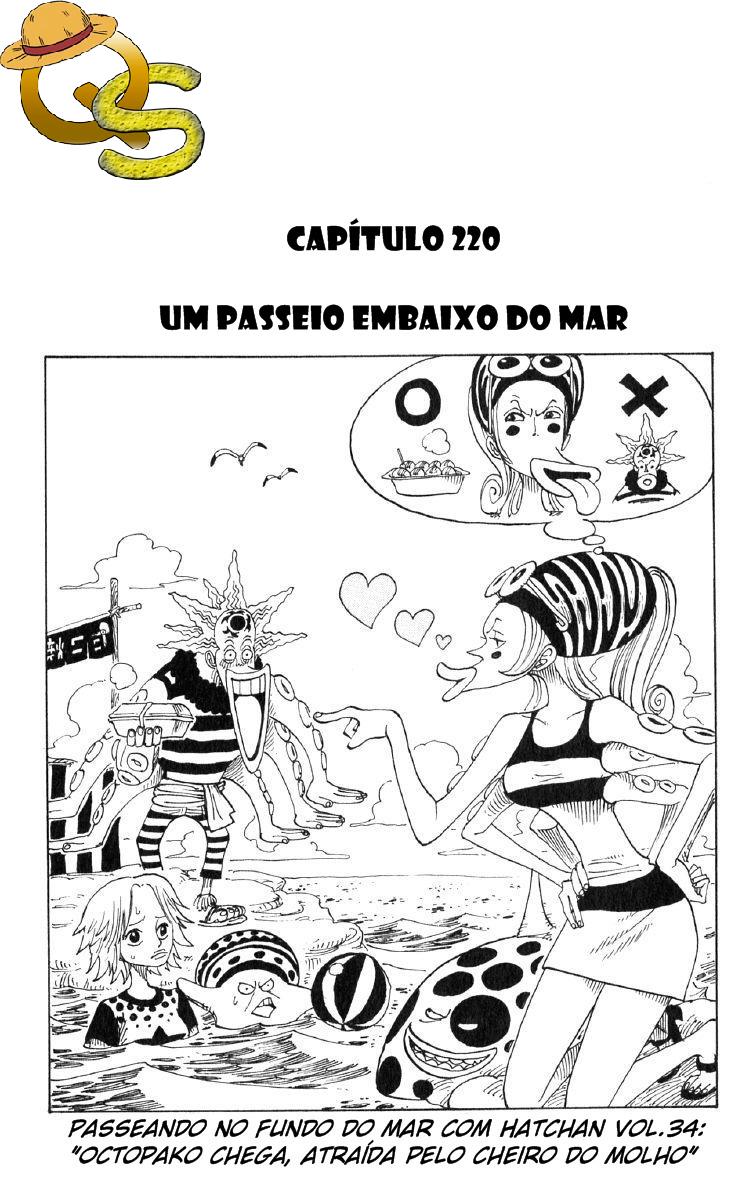 QS
CAPÍTULO 220
UM PASSEIO EMBAIXO DO MAR
PASSEANDO NO FUNDO DO MAR COM HATCHAN VOL.34:
"OCTOPAKO CHEGA, ATRAÍDA PELO CHEIRO DO MOLHO"